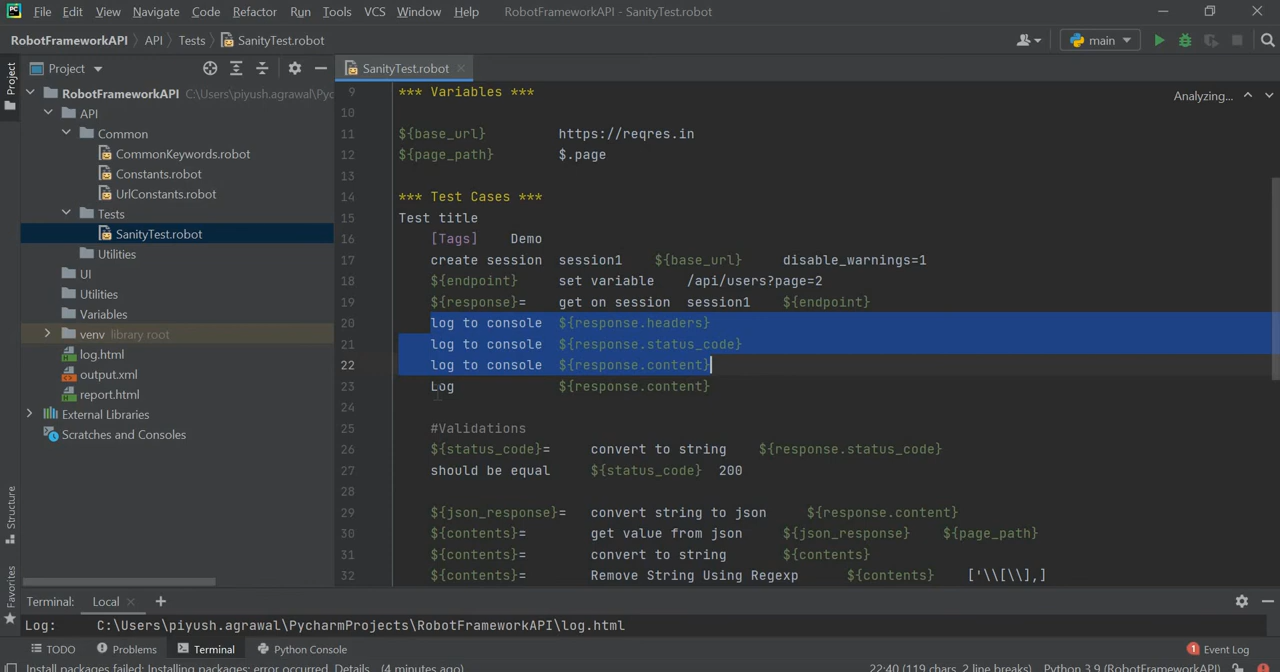 PC File Edit View Navigate Code Refactor Run Tools VCS Window Help RobotFrameworkAPI - SanityTest.robot
RobotFrameworkAPI API Tests SanityTest.robot main
Project
Project
RobotFrameworkAPI C:\Users\piyush.agrawal\Pyc
API
Common
CommonKeywords.robot
Constants.robot
UrlConstants.robot
Tests
SanityTest.robot
Utilities
UI
Utilities
Variables
venv library root
log.html
output.xml
report.html
External Libraries
Scratches and Consoles
Structure
Favorites
SanityTest.robot
Analyzing...
9 *** Variables ***
10
11 ${base_url} https://reqres.in
12 ${page_path} $.page
13
14 *** Test Cases ***
15 Test title
16 [Tags] Demo
17 create session session1 ${base_url} disable_warnings=1
18 ${endpoint} set variable /api/users?page=2
19 ${response}= get on session session1 ${endpoint}
20 log to console ${response.headers}
21 log to console ${response.status_code}
22 log to console ${response.content}
23 Log ${response.content}
24
25 #Validations
26 ${status_code}= convert to string ${response.status_code}
27 should be equal ${status_code} 200
28
29 ${json_response}= convert string to json ${response.content}
30 ${contents}= get value from json ${json_response} ${page_path}
31 ${contents}= convert to string ${contents}
32 ${contents}= Remove String Using Regexp ${contents} ['\\[\\],]
Terminal: Local +
Log: C:\Users\piyush.agrawal\PycharmProjects\RobotFrameworkAPI\log.html
TODO Problems Terminal Python Console 1 Event Log
Install packages failed: Installing packages: error occurred. Details... (4 minutes ago) 22:40 (119 chars, 2 line breaks) Python 3.9 (RobotFrameworkAPI)